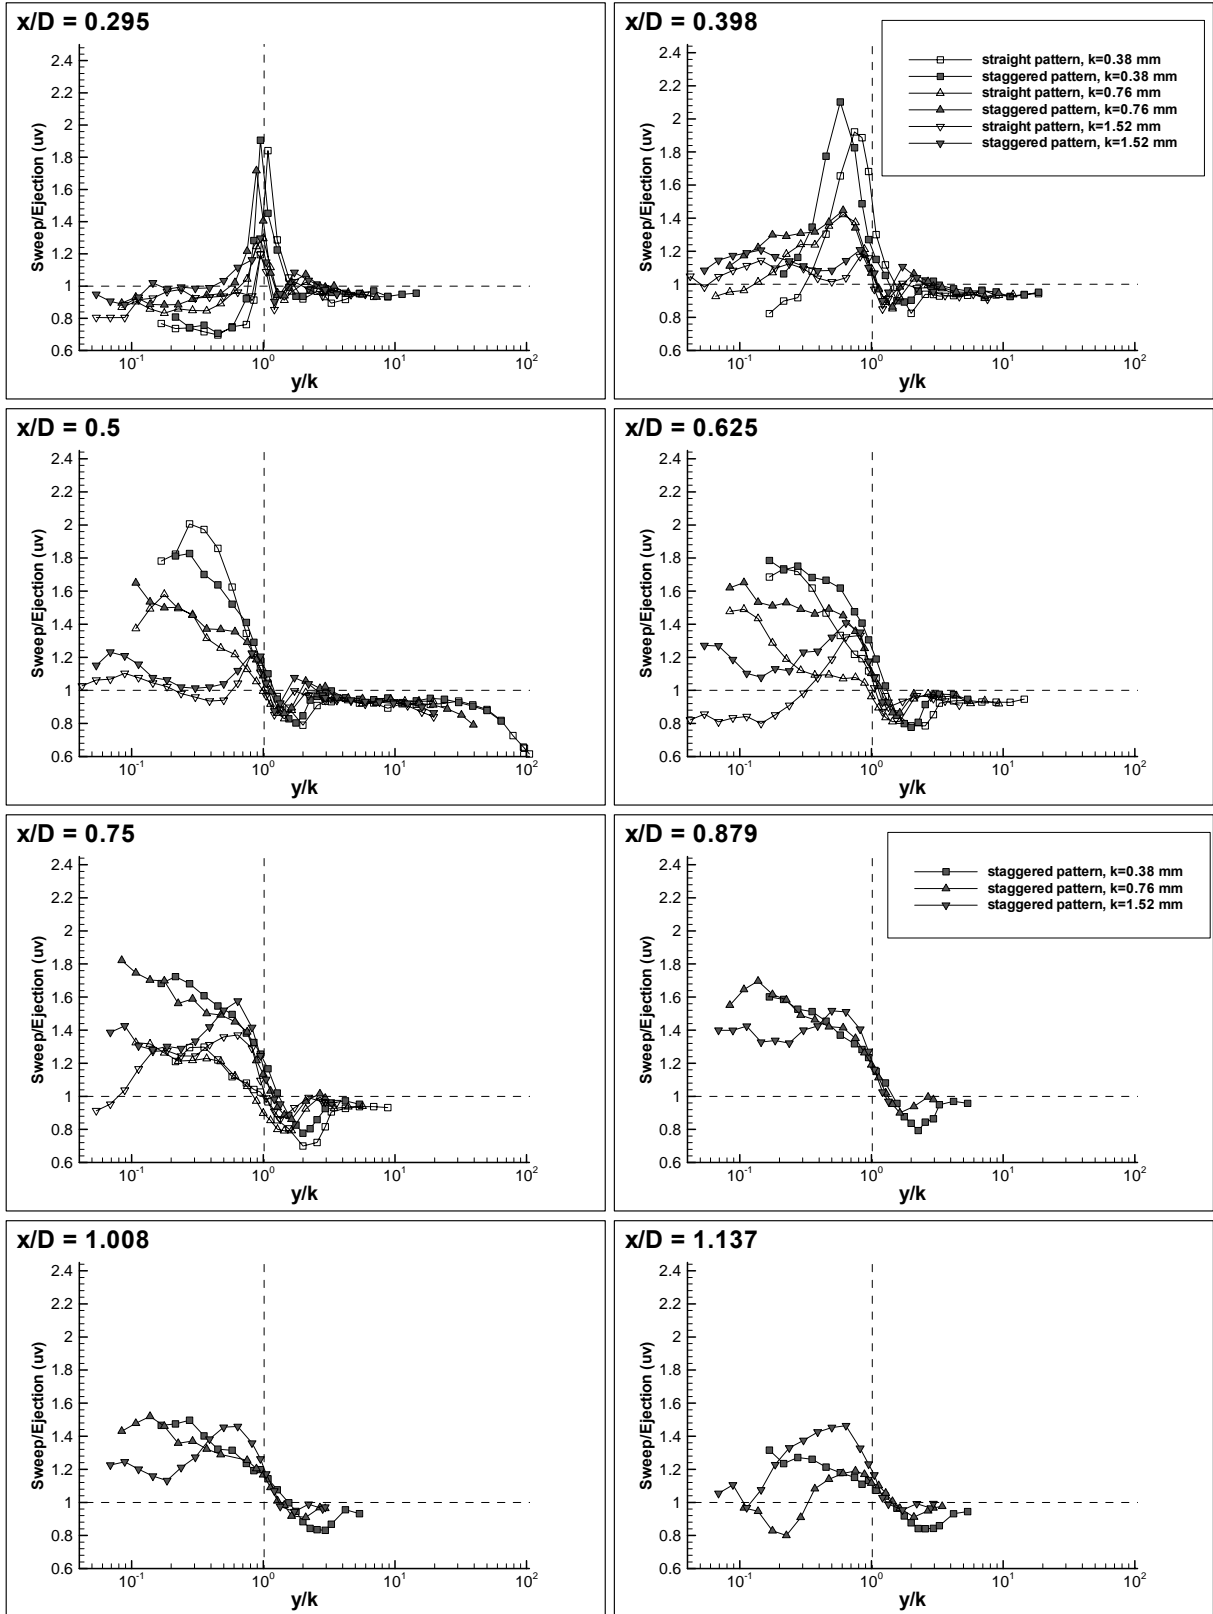 x/D = 0.295
2.4
2.2
2
1.8
1.6
1.4
1.2
1
0.8
0.6
Sweep/Ejection (uv)
10-1 100 101 102
y/k
x/D = 0.398
straight pattern, k=0.38 mm
staggered pattern, k=0.38 mm
straight pattern, k=0.76 mm
staggered pattern, k=0.76 mm
straight pattern, k=1.52 mm
staggered pattern, k=1.52 mm
2.4
2.2
2
1.8
1.6
1.4
1.2
1
0.8
0.6
Sweep/Ejection (uv)
10-1 100 101 102
y/k
x/D = 0.5
2.4
2.2
2
1.8
1.6
1.4
1.2
1
0.8
0.6
Sweep/Ejection (uv)
10-1 100 101 102
y/k
x/D = 0.625
2.4
2.2
2
1.8
1.6
1.4
1.2
1
0.8
0.6
Sweep/Ejection (uv)
10-1 100 101 102
y/k
x/D = 0.75
2.4
2.2
2
1.8
1.6
1.4
1.2
1
0.8
0.6
Sweep/Ejection (uv)
10-1 100 101 102
y/k
x/D = 0.879
staggered pattern, k=0.38 mm
staggered pattern, k=0.76 mm
staggered pattern, k=1.52 mm
2.4
2.2
2
1.8
1.6
1.4
1.2
1
0.8
0.6
Sweep/Ejection (uv)
10-1 100 101 102
y/k
x/D = 1.008
2.4
2.2
2
1.8
1.6
1.4
1.2
1
0.8
0.6
Sweep/Ejection (uv)
10-1 100 101 102
y/k
x/D = 1.137
2.4
2.2
2
1.8
1.6
1.4
1.2
1
0.8
0.6
Sweep/Ejection (uv)
10-1 100 101 102
y/k